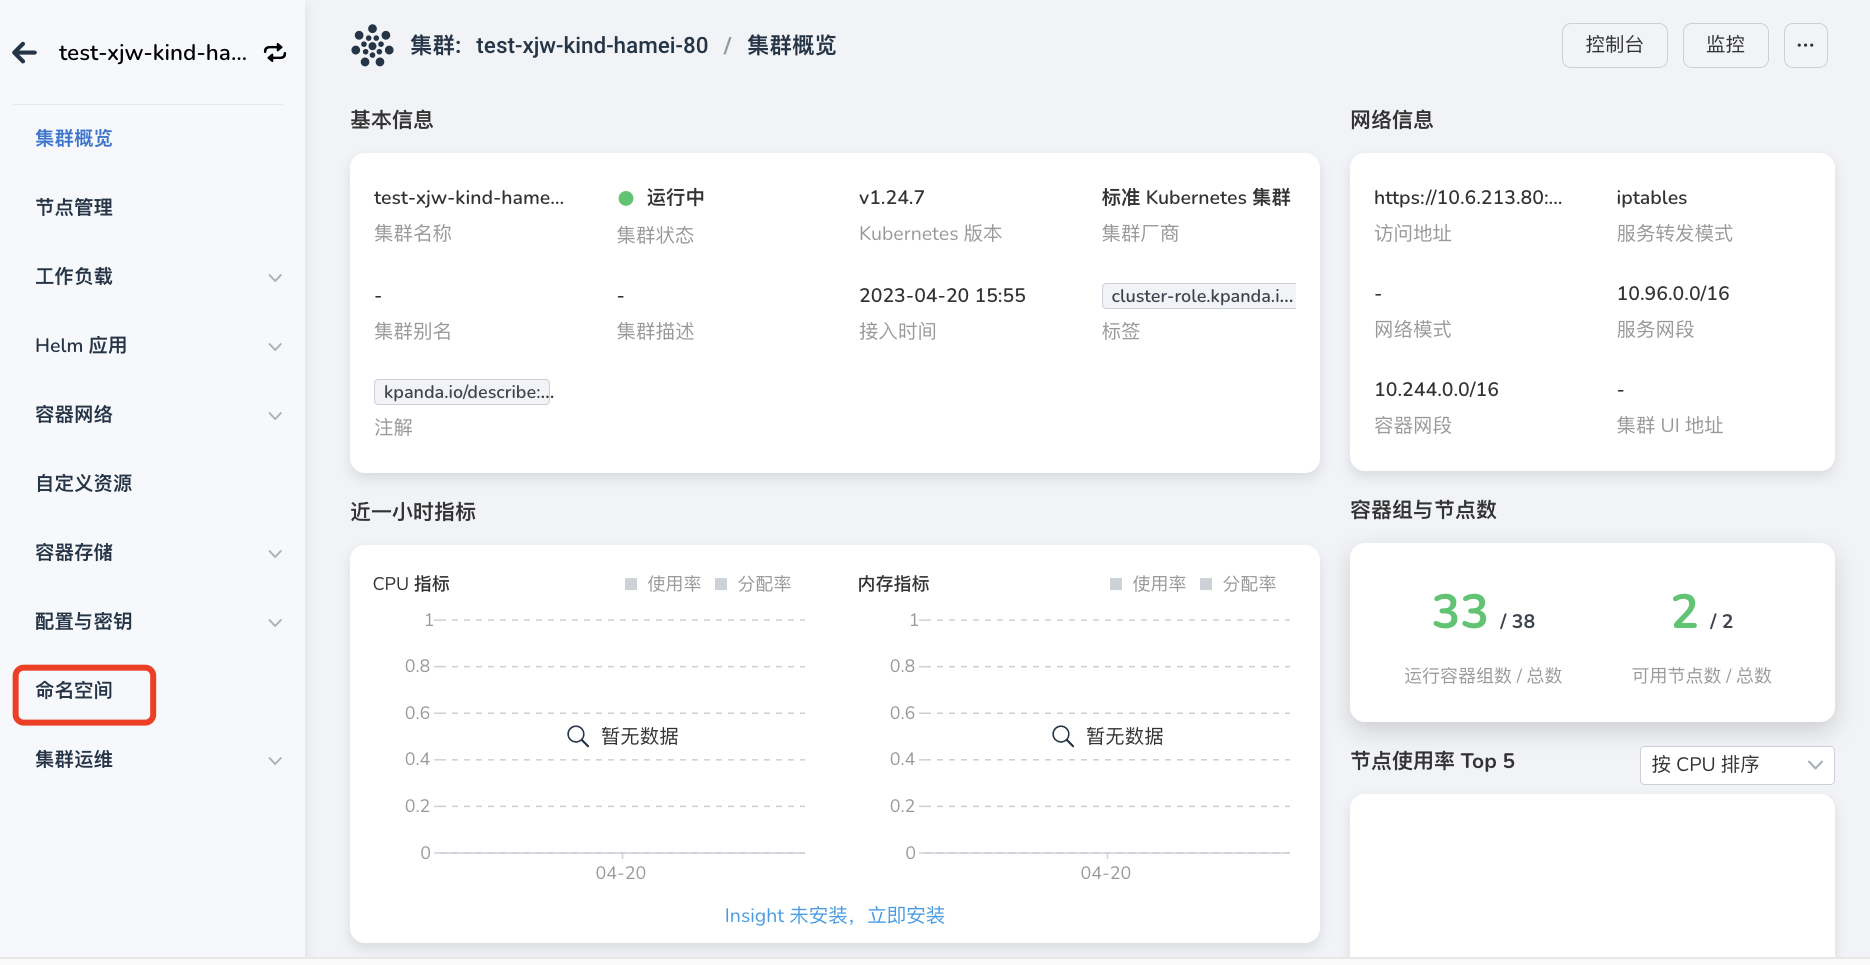 test-xjw-kind-ha...
集群概览
节点管理
工作负载
Helm 应用
容器网络
自定义资源
容器存储
配置与密钥
命名空间
集群运维
集群: test-xjw-kind-hamei-80 / 集群概览
控制台
监控
...
基本信息
test-xjw-kind-hame...
集群名称
运行中
集群状态
v1.24.7
Kubernetes 版本
标准 Kubernetes 集群
集群厂商
-
集群别名
-
集群描述
2023-04-20 15:55
接入时间
cluster-role.kpanda.i...
标签
kpanda.io/describe:...
注解
网络信息
https://10.6.213.80:...
访问地址
iptables
服务转发模式
-
网络模式
10.96.0.0/16
服务网段
10.244.0.0/16
容器网段
-
集群 UI 地址
近一小时指标
CPU 指标
使用率 分配率
1
0.8
0.6
0.4
0.2
0
暂无数据
04-20
内存指标
使用率 分配率
1
0.8
0.6
0.4
0.2
0
暂无数据
04-20
Insight 未安装，立即安装
容器组与节点数
33 / 38
运行容器组数 / 总数
2 / 2
可用节点数 / 总数
节点使用率 Top 5
按 CPU 排序